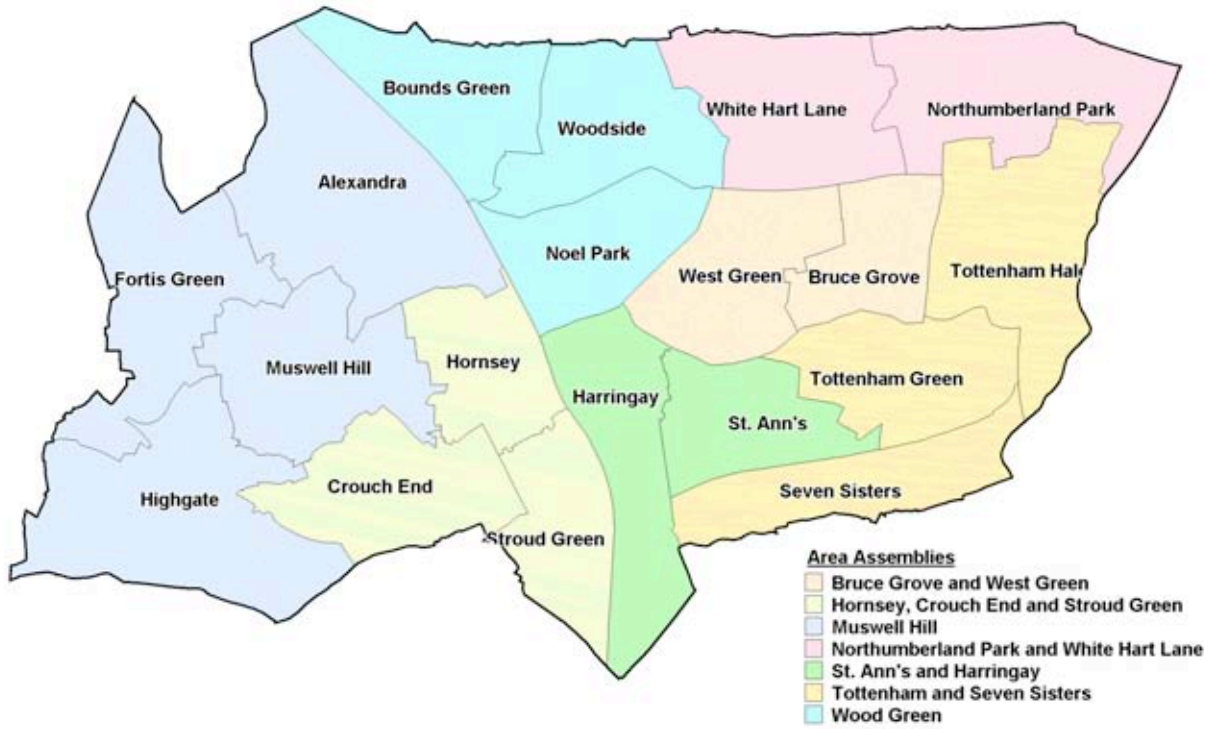 Bounds Green
Woodside
White Hart Lane
Northumberland Park
Alexandra
Noel Park
Fortis Green
West Green
Bruce Grove
Tottenham Hale
Muswell Hill
Hornsey
Harringay
Tottenham Green
St. Ann's
Highgate
Crouch End
Seven Sisters
Stroud Green
Area Assemblies
Bruce Grove and West Green
Hornsey, Crouch End and Stroud Green
Muswell Hill
Northumberland Park and White Hart Lane
St. Ann's and Harringay
Tottenham and Seven Sisters
Wood Green